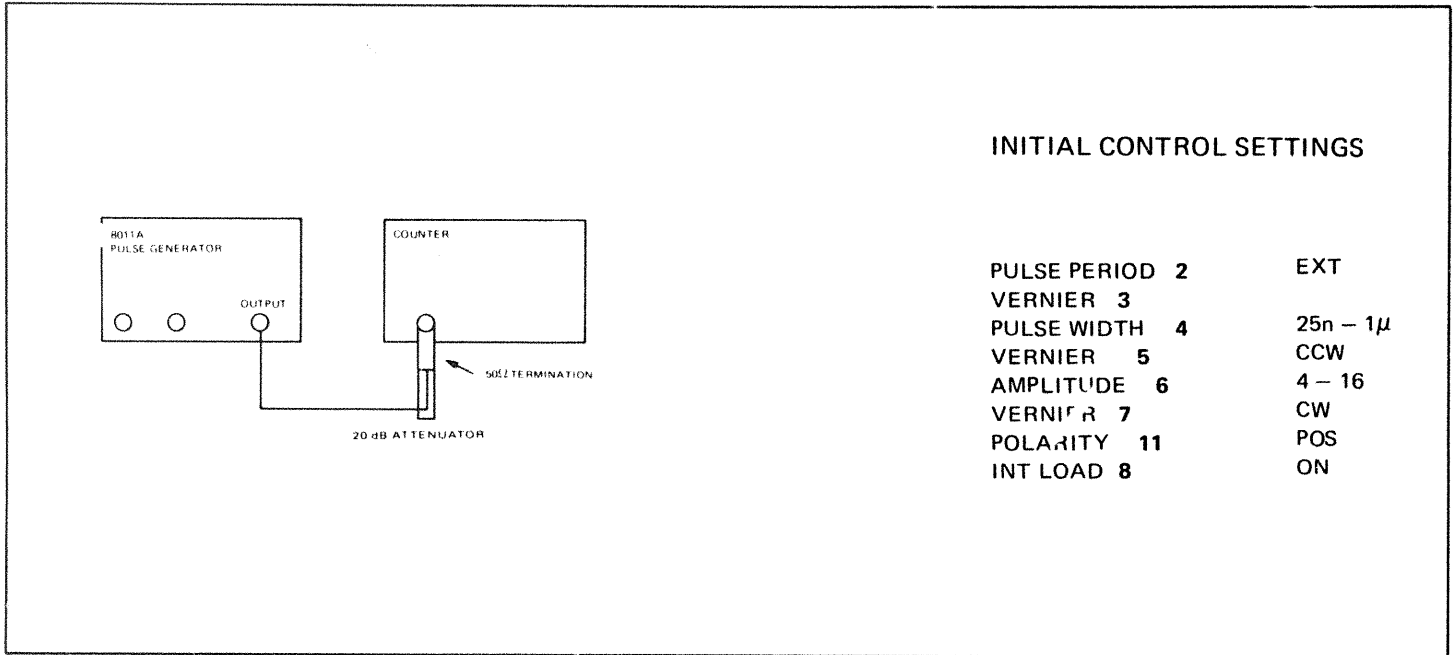 INITIAL CONTROL SETTINGS
8011A
PULSE GENERATOR
OUTPUT
COUNTER
50Ω TERMINATION
20 dB ATTENUATOR
PULSE PERIOD 2 EXT
VERNIER 3
PULSE WIDTH 4 25n – 1μ
VERNIER 5 CCW
AMPLITUDE 6 4 – 16
VERNIER 7 CW
POLARITY 11 POS
INT LOAD 8 ON